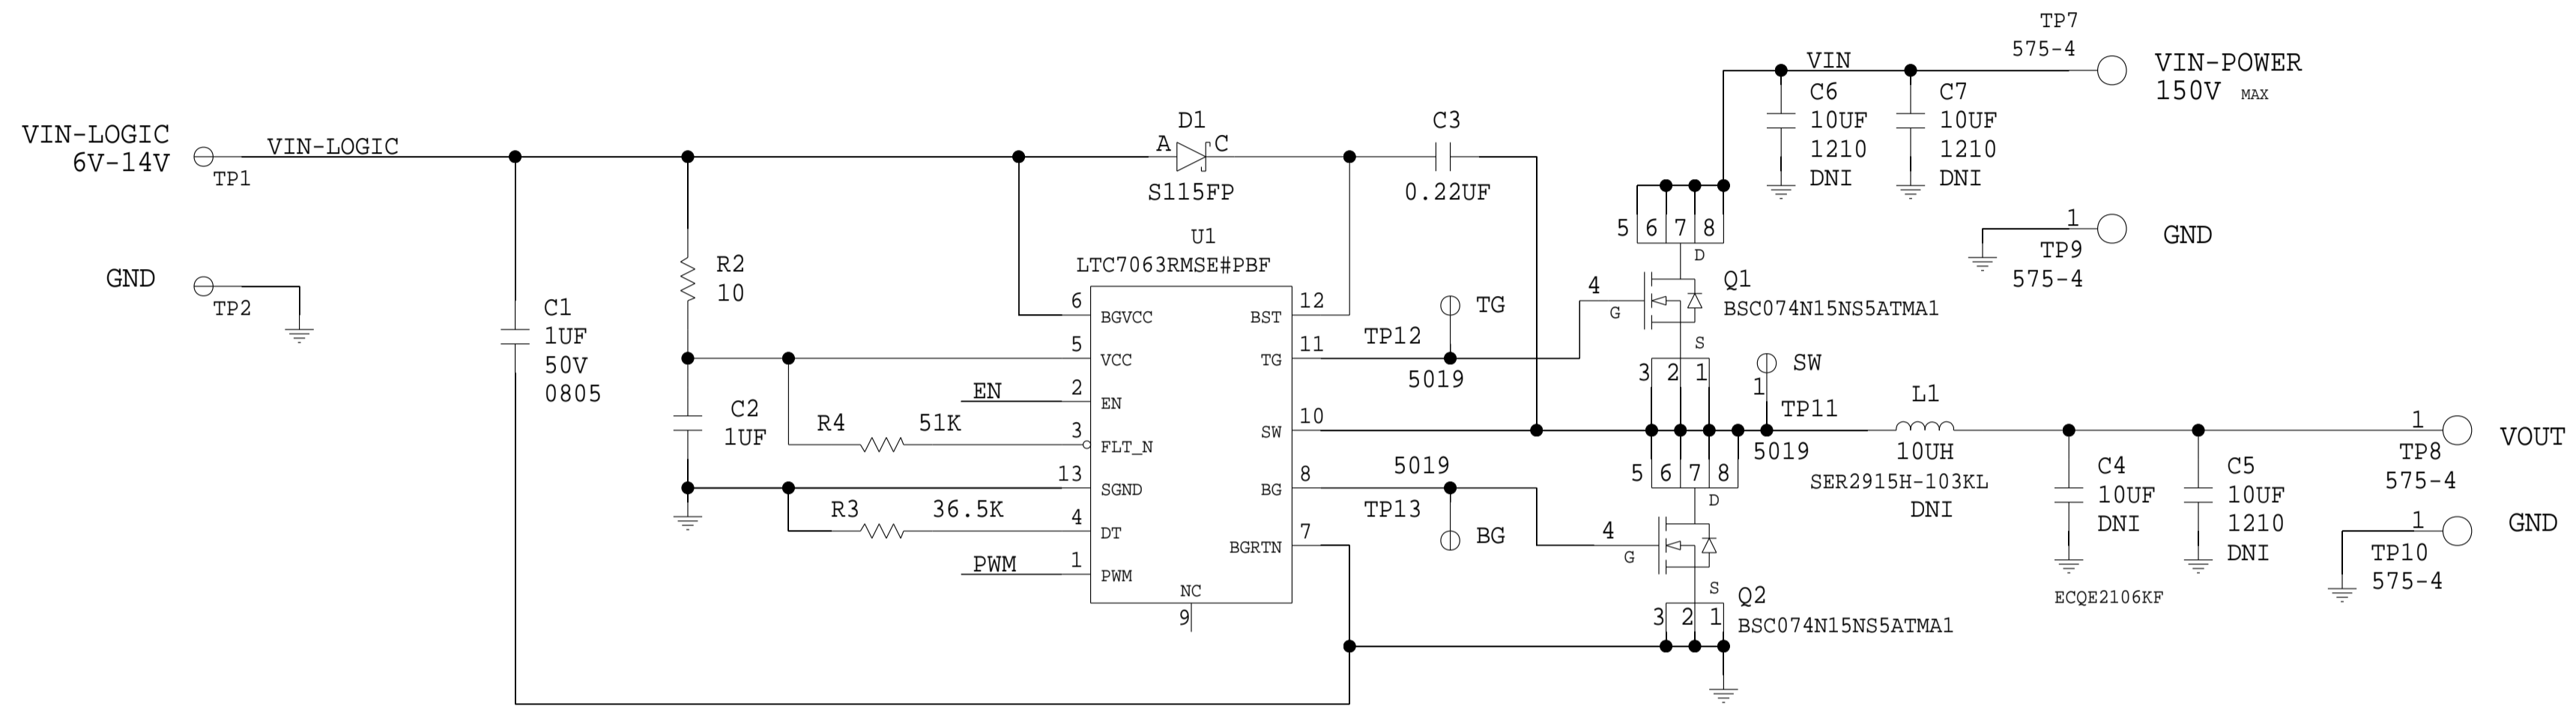 TP7
575-4
VIN
VIN-POWER
150V MAX
C6
10UF
1210
DNI
C7
10UF
1210
DNI
VIN-LOGIC
6V-14V
TP1
VIN-LOGIC
D1
A
C
S115FP
C3
0.22UF
GND
TP2
C1
1UF
50V
0805
R2
10
C2
1UF
R4
51K
R3
36.5K
EN
PWM
U1
LTC7063RMSE#PBF
6
BGVCC
5
VCC
2
EN
3
FLT_N
13
SGND
4
DT
1
PWM
NC
9
12
BST
11
TG
10
SW
8
BG
7
BGRTN
TP12
TG
5019
5019
TP13
BG
5
6
7
8
D
4
G
Q1
BSC074N15NS5ATMA1
S
3
2
1
1
SW
TP11
5019
5
6
7
8
D
4
G
S
Q2
BSC074N15NS5ATMA1
3
2
1
1
TP9
575-4
GND
L1
10UH
SER2915H-103KL
DNI
C4
10UF
DNI
ECQE2106KF
C5
10UF
1210
DNI
1
TP8
575-4
VOUT
1
TP10
575-4
GND